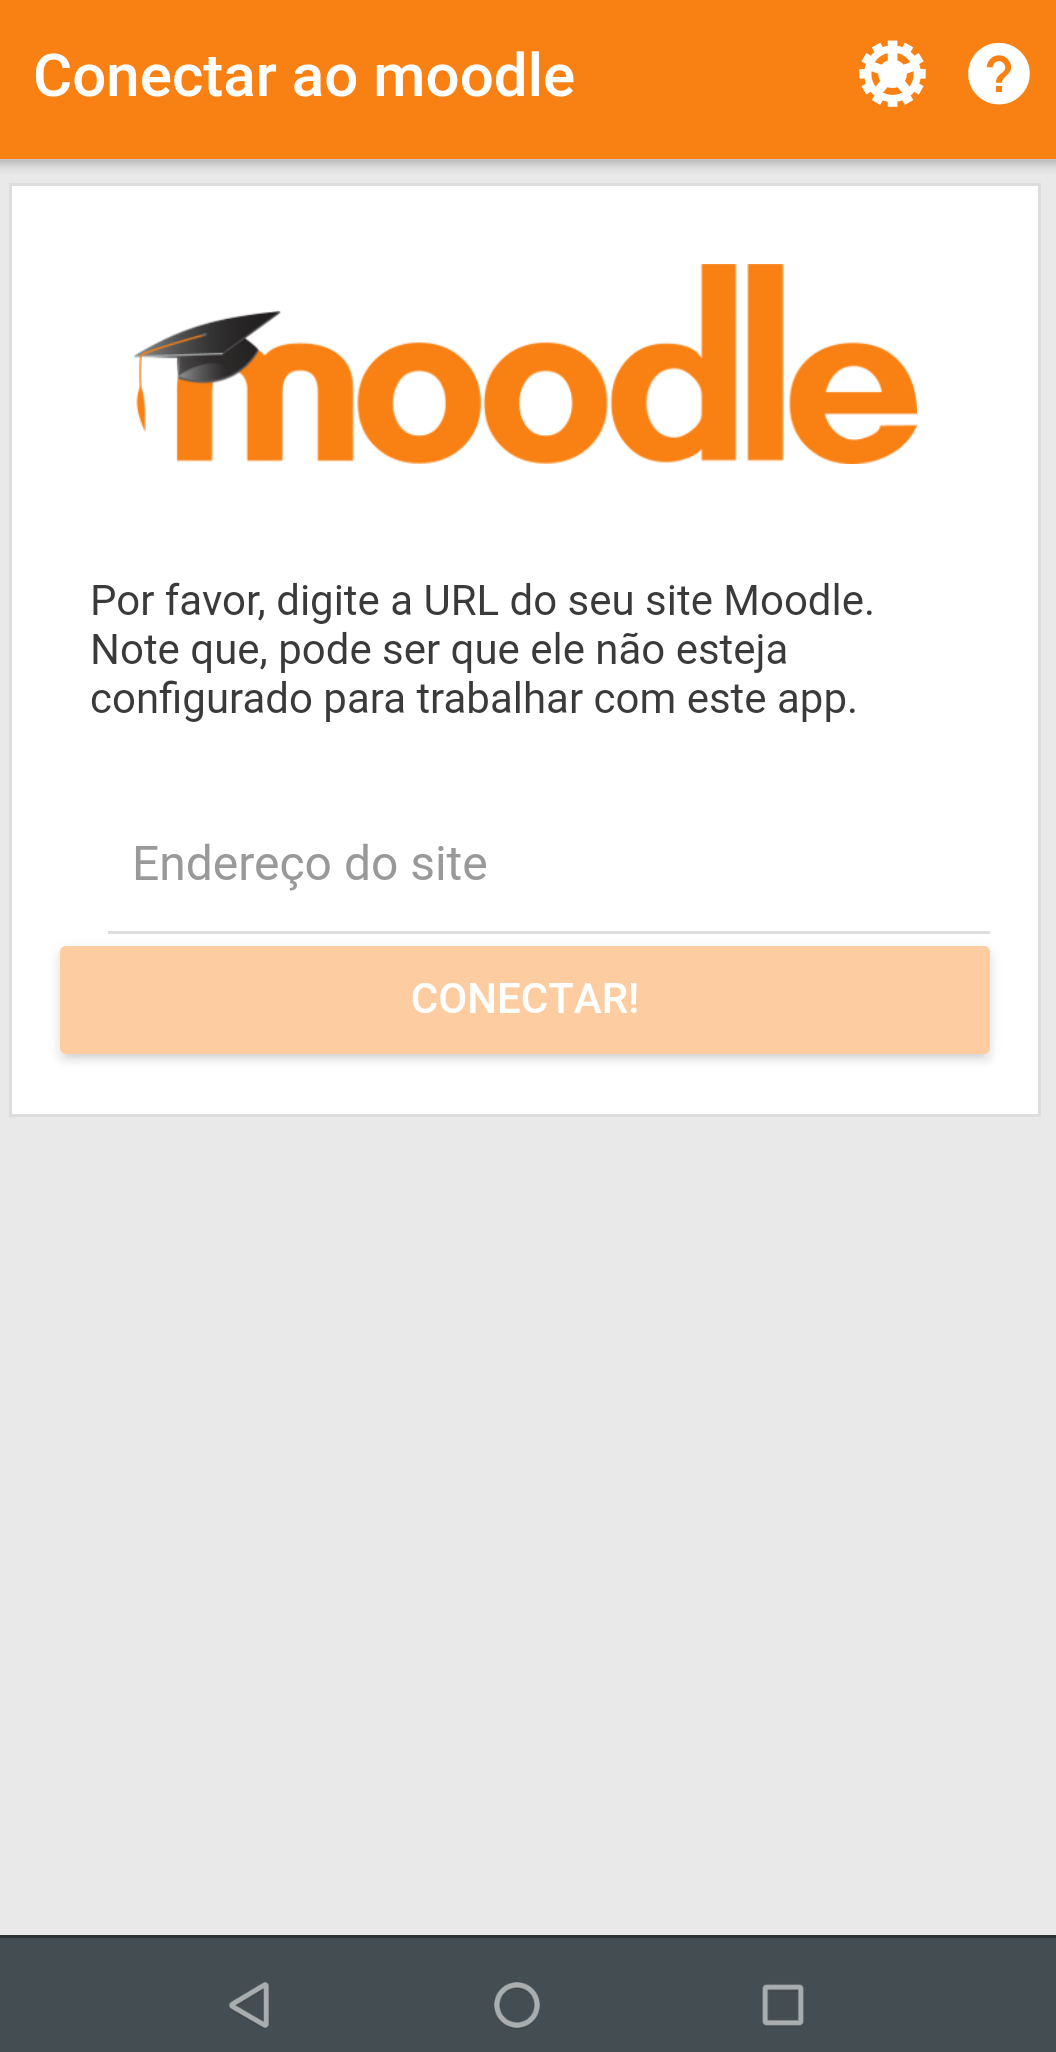 Conectar ao moodle
moodle
Por favor, digite a URL do seu site Moodle.
Note que, pode ser que ele não esteja
configurado para trabalhar com este app.
Endereço do site
CONECTAR!